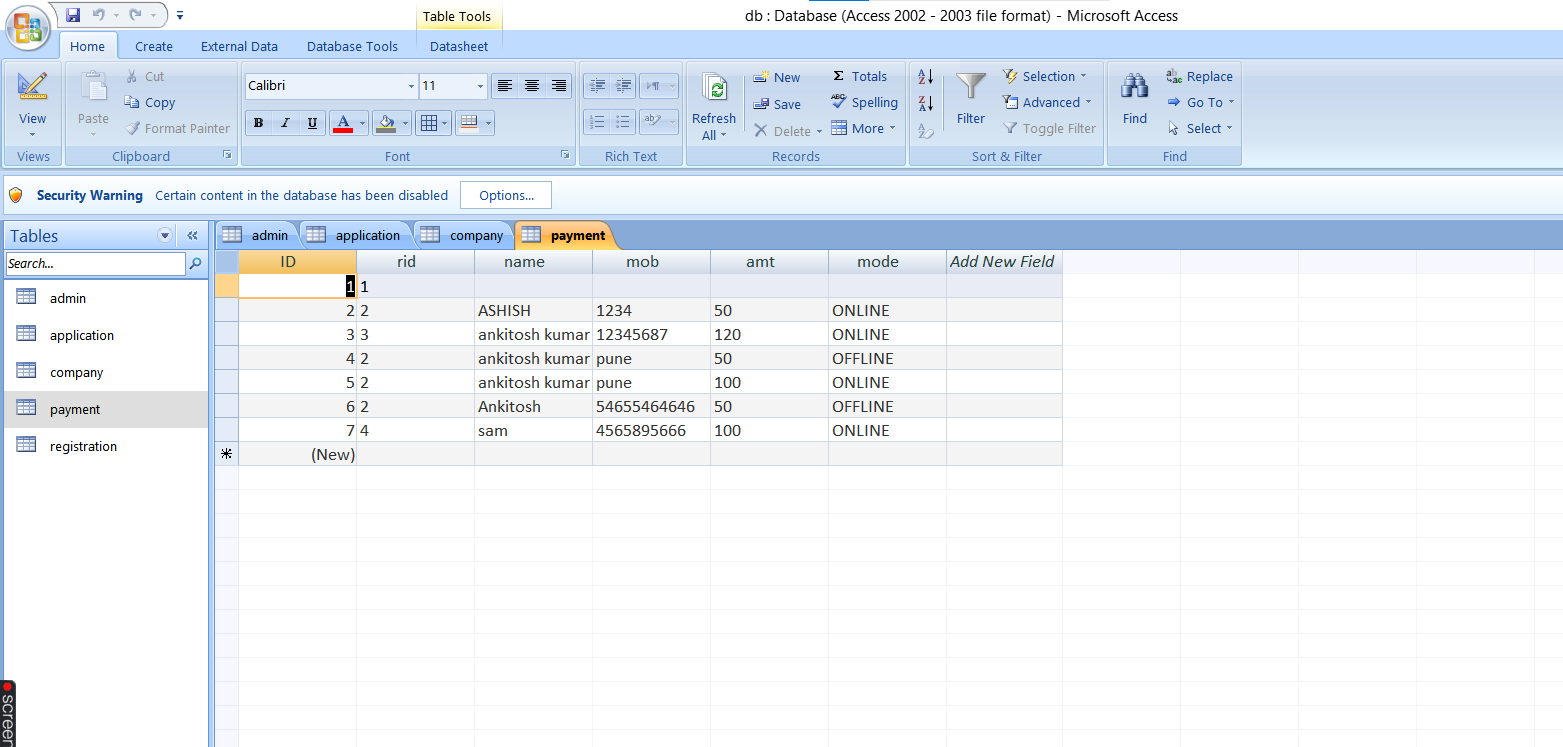 Table Tools
db : Database (Access 2002 - 2003 file format) - Microsoft Access
Home Create External Data Database Tools Datasheet
View
Views
Paste
Cut
Copy
Format Painter
Clipboard
Calibri 11
B I U A
Font
Rich Text
Refresh All
New
Save
Delete
Σ Totals
ABC Spelling
More
Records
A Z
Z A
A Z
Filter
Selection
Advanced
Toggle Filter
Sort & Filter
Find
ab ac Replace
Go To
Select
Find
Security Warning Certain content in the database has been disabled Options...
Tables
Search...
admin
application
company
payment
registration
admin application company payment
ID rid name mob amt mode Add New Field
1 1
2 2 ASHISH 1234 50 ONLINE
3 3 ankitosh kumar 12345687 120 ONLINE
4 2 ankitosh kumar pune 50 OFFLINE
5 2 ankitosh kumar pune 100 ONLINE
6 2 Ankitosh 54655464646 50 OFFLINE
7 4 sam 4565895666 100 ONLINE
(New)
screen